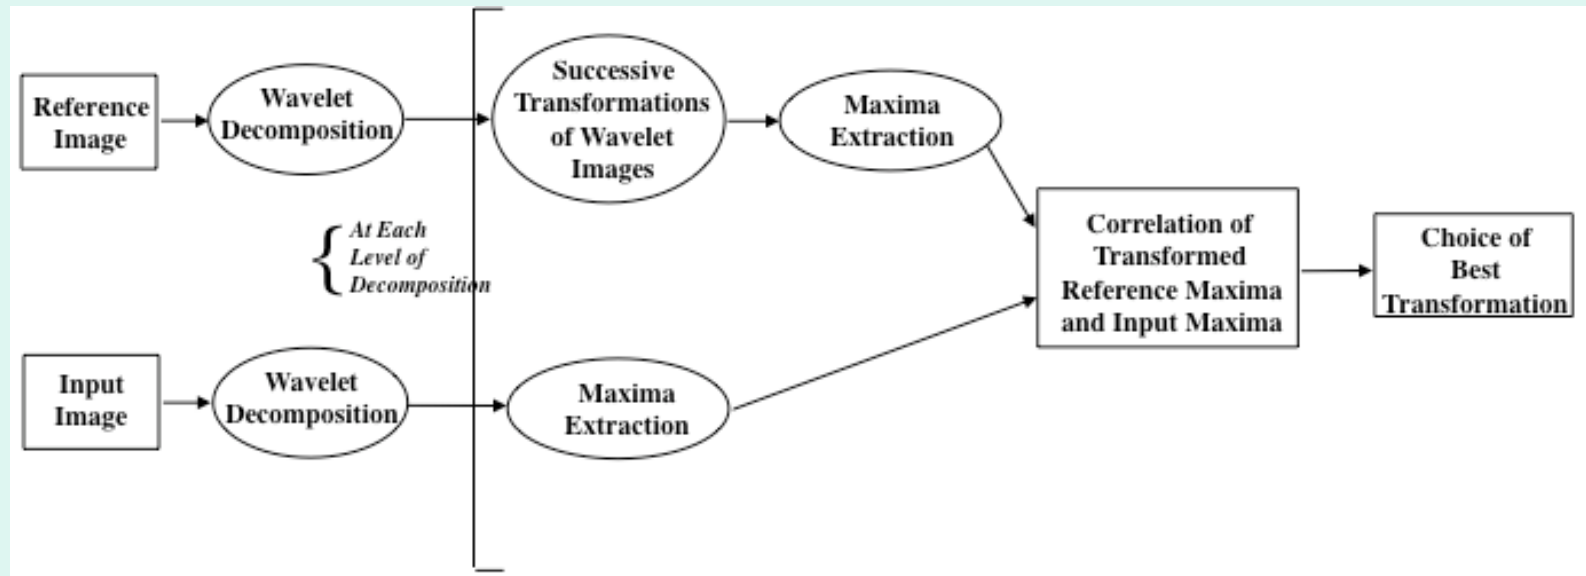 Reference
Image
Wavelet
Decomposition
Successive
Transformations
of Wavelet
Images
Maxima
Extraction
At Each
Level of
Decomposition
Input
Image
Wavelet
Decomposition
Maxima
Extraction
Correlation of
Transformed
Reference Maxima
and Input Maxima
Choice of
Best
Transformation